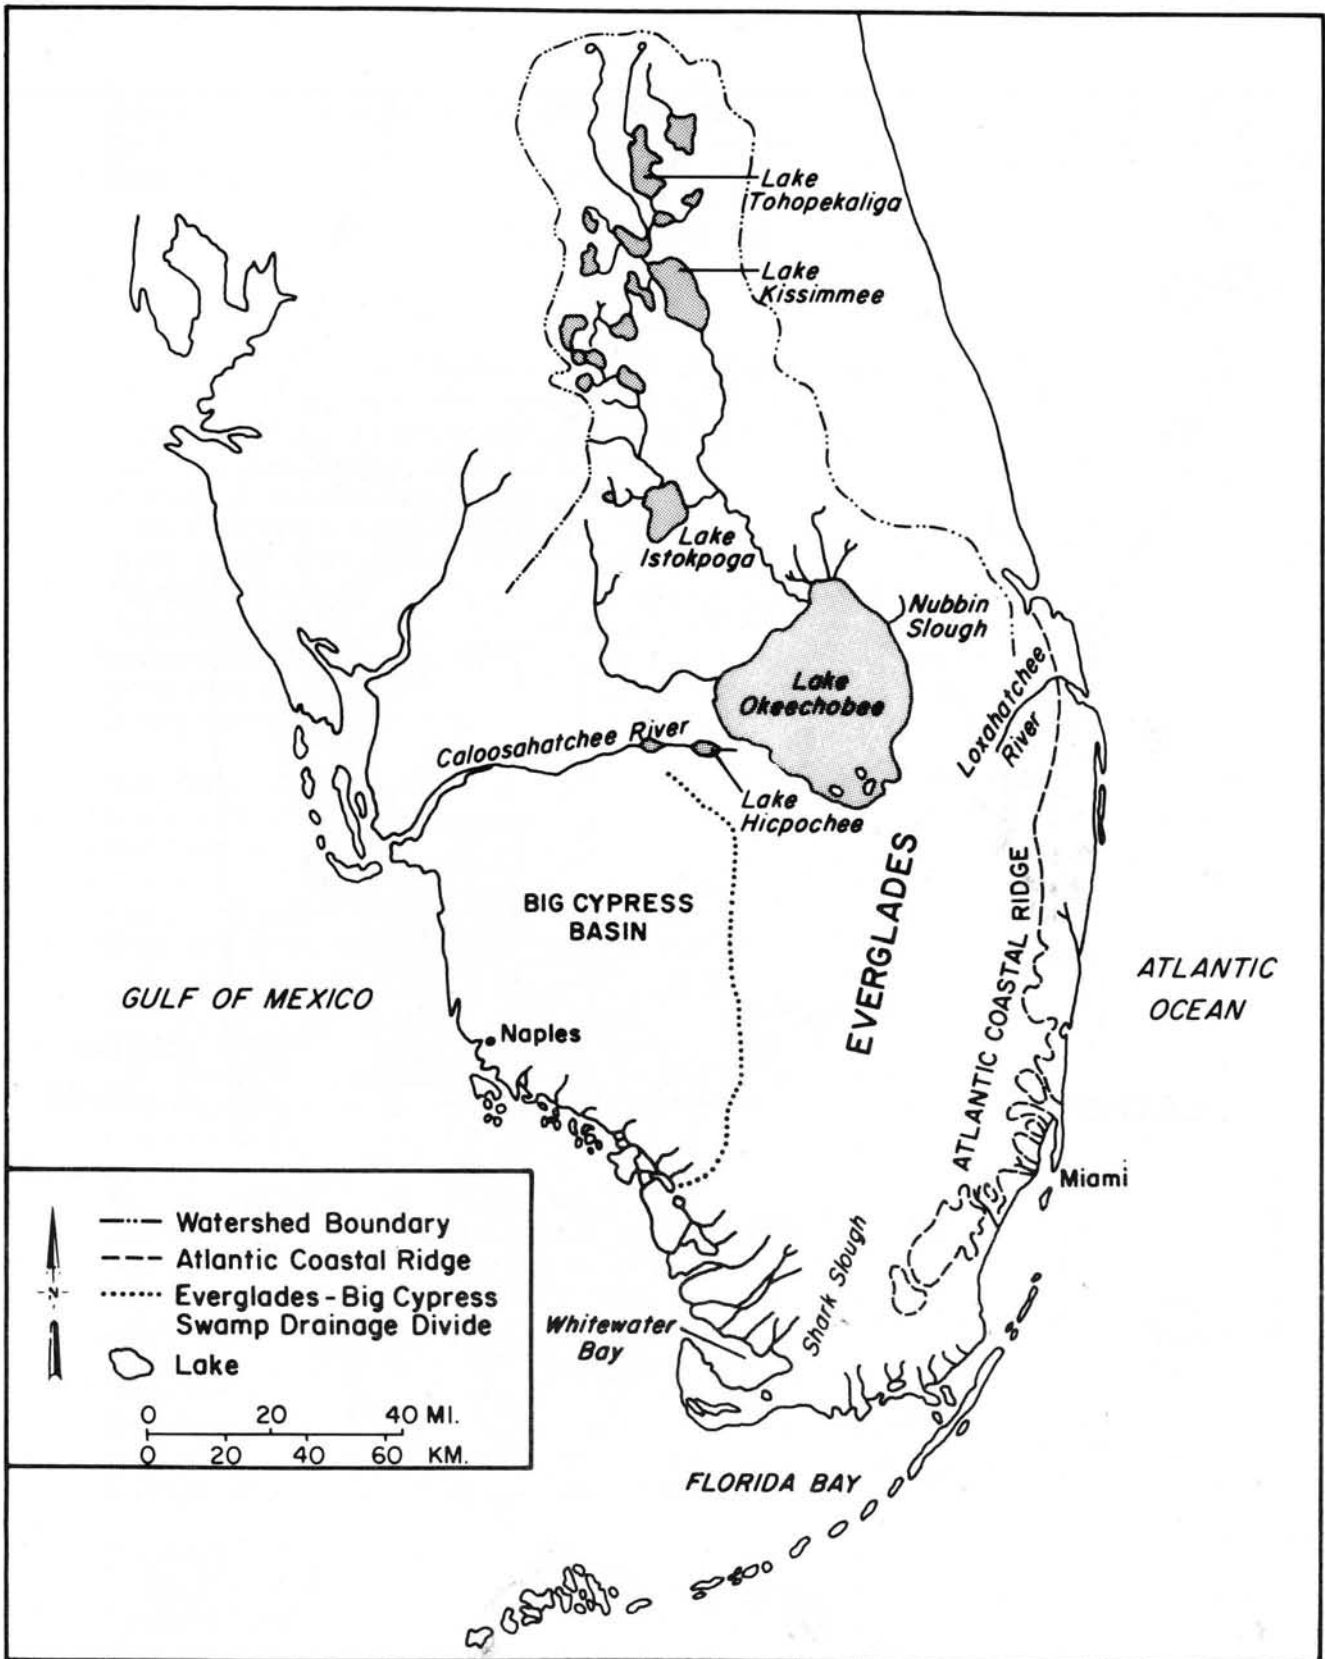 Lake
Tohopekaliga
Lake
Kissimmee
Lake
Istokpoga
Nubbin
Slough
Lake
Okeechobee
Loxahatchee
River
Caloosahatchee River
Lake
Hicpochee
BIG CYPRESS
BASIN
EVERGLADES
ATLANTIC COASTAL RIDGE
ATLANTIC
OCEAN
GULF OF MEXICO
Naples
Miami
Shark Slough
Whitewater
Bay
FLORIDA BAY
N
Watershed Boundary
Atlantic Coastal Ridge
Everglades-Big Cypress
Swamp Drainage Divide
Lake
0 20 40 MI.
0 20 40 60 KM.